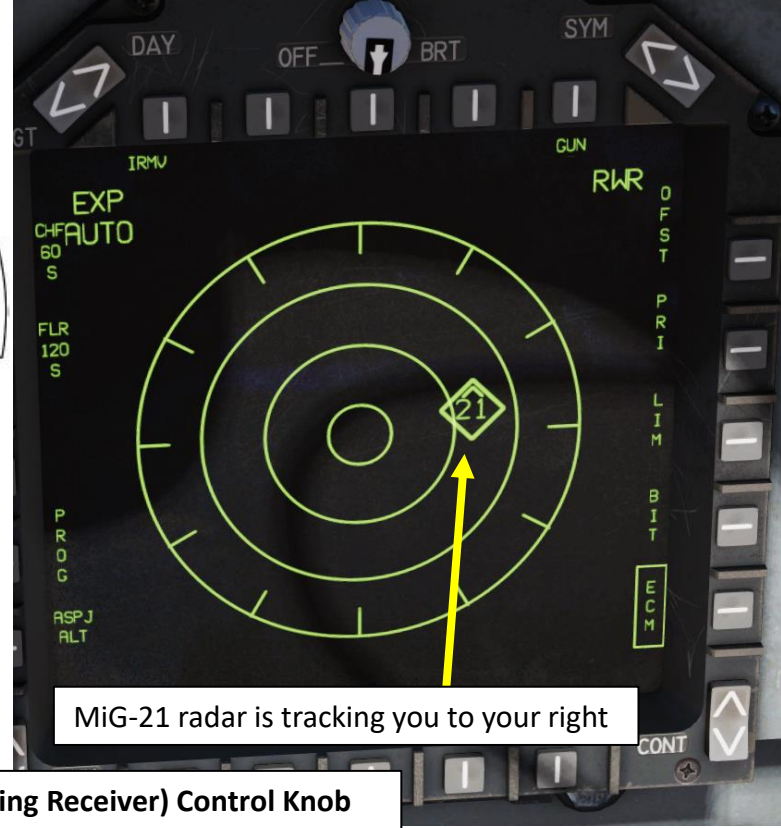 DAY
OFF
BRT
SYM
GT
IRMV
GUN
EXP
RWR
AUTO
CHF
60
S
OFST
FLR
120
S
PRI
21
LIM
BIT
PROG
ECM
ASPJ
ALT
MiG-21 radar is tracking you to your right
CONT
ing Receiver) Control Knob